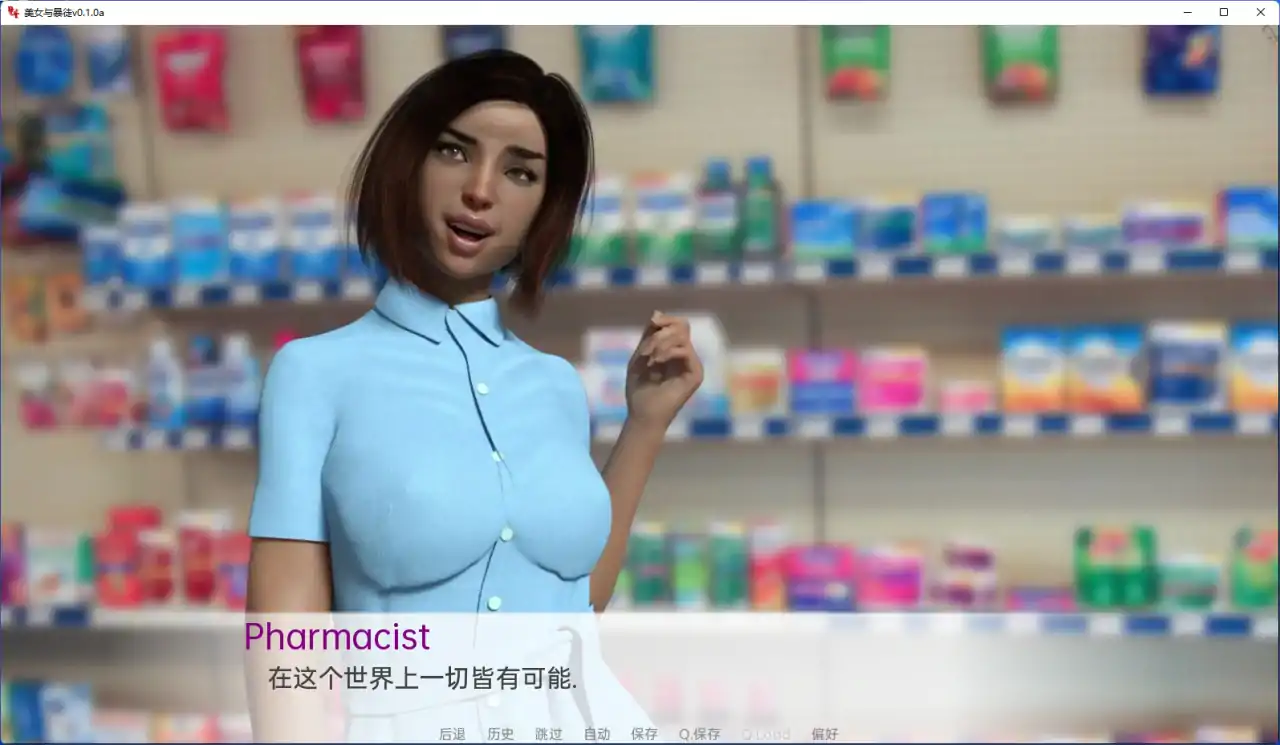 美女与暴徒v0.1.0a
Pharmacist
在这个世界上一切皆有可能.
后退 历史 跳过 自动 保存 Q.保存 Q.Load 偏好